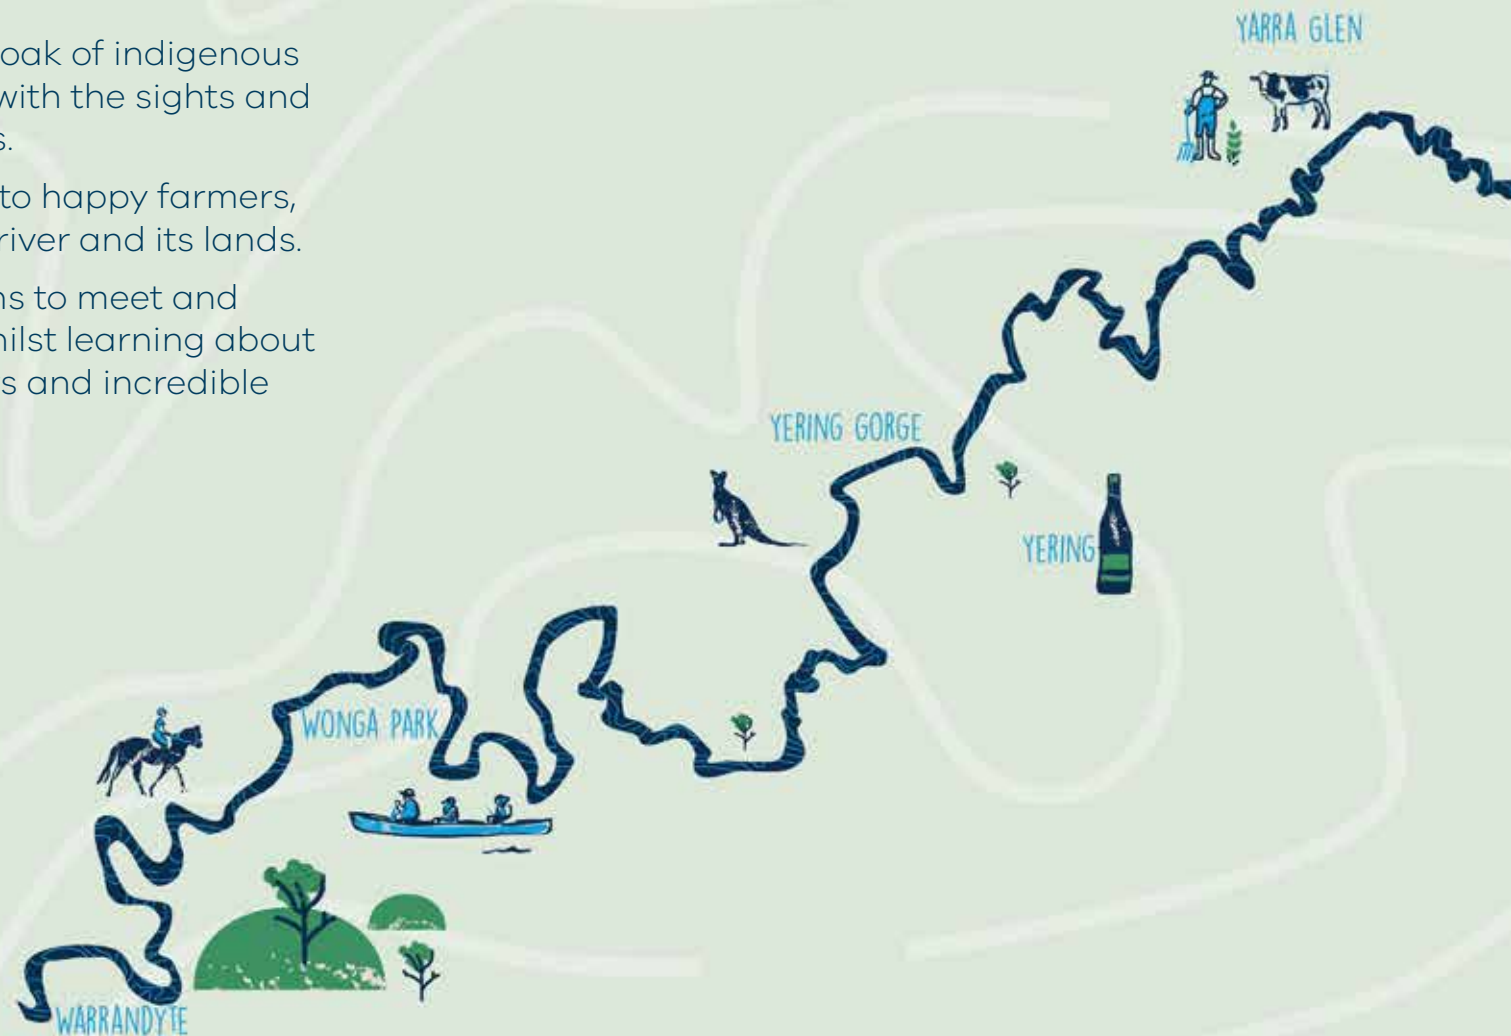 oak of indigenous
with the sights and
s.
to happy farmers,
river and its lands.
ns to meet and
hilst learning about
s and incredible
YARRA GLEN
YERING GORGE
YERING
WONGA PARK
WARRANDYTE